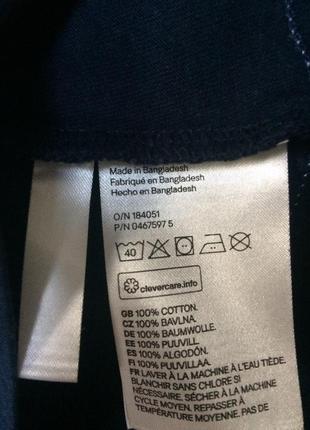 Made in Bangladesh
Fabriqué en Bangladesh
Hecho en Bangladesh
O/N 184051
P/N 0467597 5
40
clevercare.info
GB 100% COTTON.
CZ 100% BAVLNA.
DE 100% BAUMWOLLE.
EE 100% PUUVILL.
ES 100% ALGODÓN.
FI 100% PUUVILLA.
FR LAVER À LA MACHINE À L'EAU TIÈDE.
BLANCHIR SANS CHLORE SI
NÉCESSAIRE. SÉCHER À LA MACHINE
CYCLE MOYEN. REPASSER À
TEMPÉRATURE MOYENNE. PAS DE